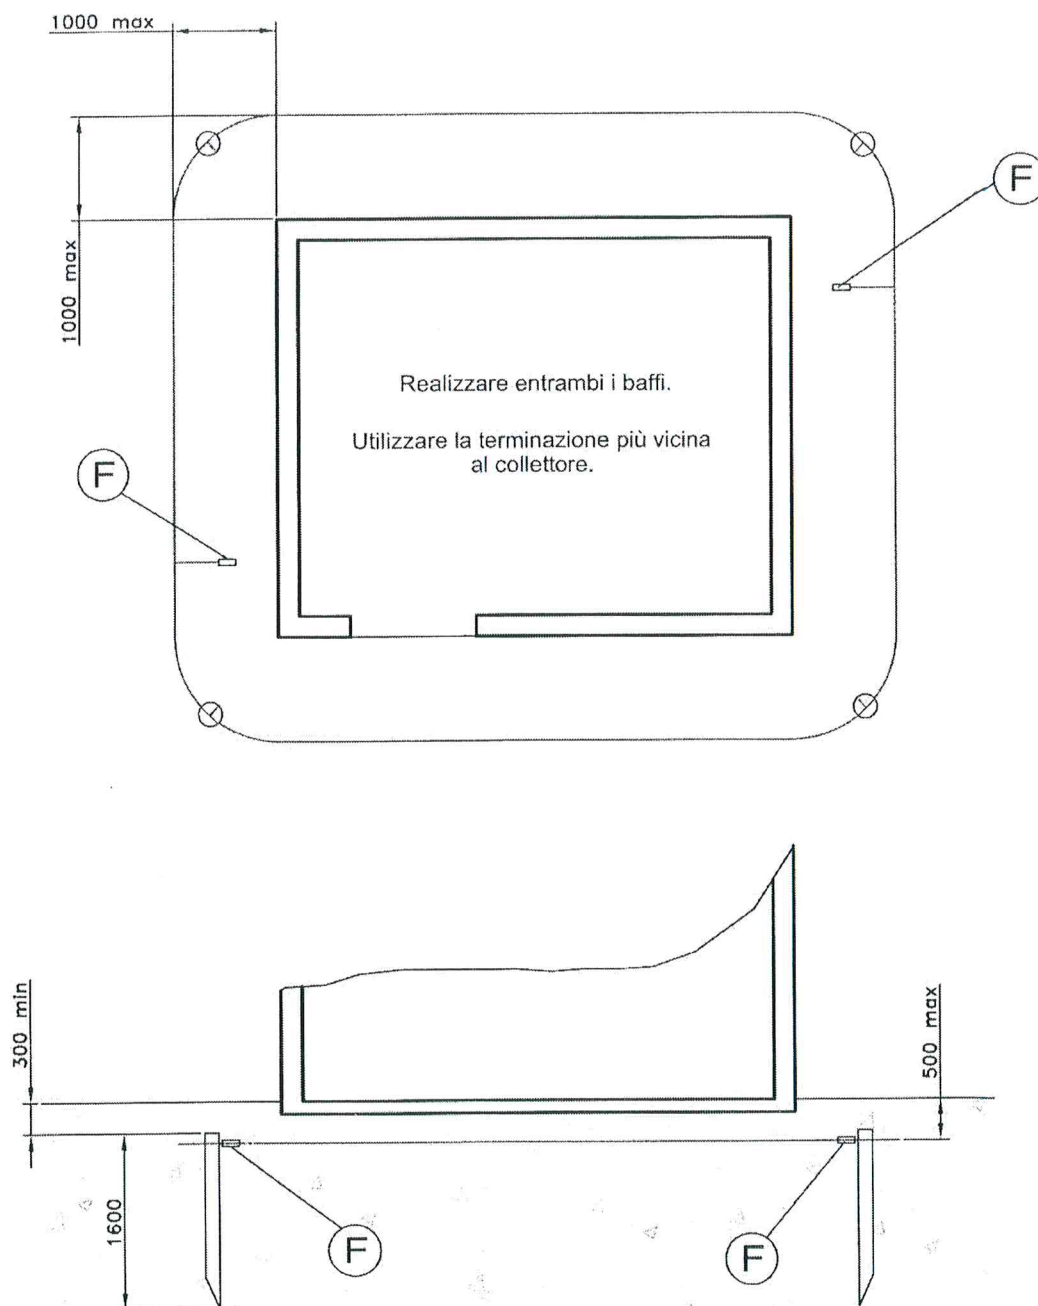 1000 max
F
1000 max
Realizzare entrambi i baffi.
Utilizzare la terminazione più vicina
al collettore.
F
300 min
500 max
1600
F
F